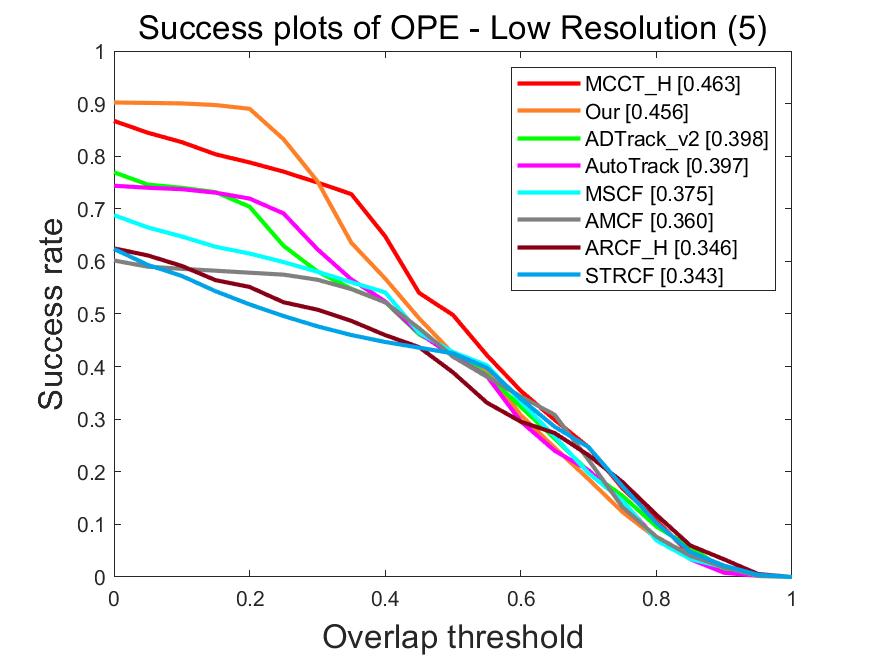 Success plots of OPE - Low Resolution (5)
1
0.9
0.8
0.7
0.6
0.5
0.4
0.3
0.2
0.1
0
Success rate
MCCT_H [0.463]
Our [0.456]
ADTrack_v2 [0.398]
AutoTrack [0.397]
MSCF [0.375]
AMCF [0.360]
ARCF_H [0.346]
STRCF [0.343]
0 0.2 0.4 0.6 0.8 1
Overlap threshold